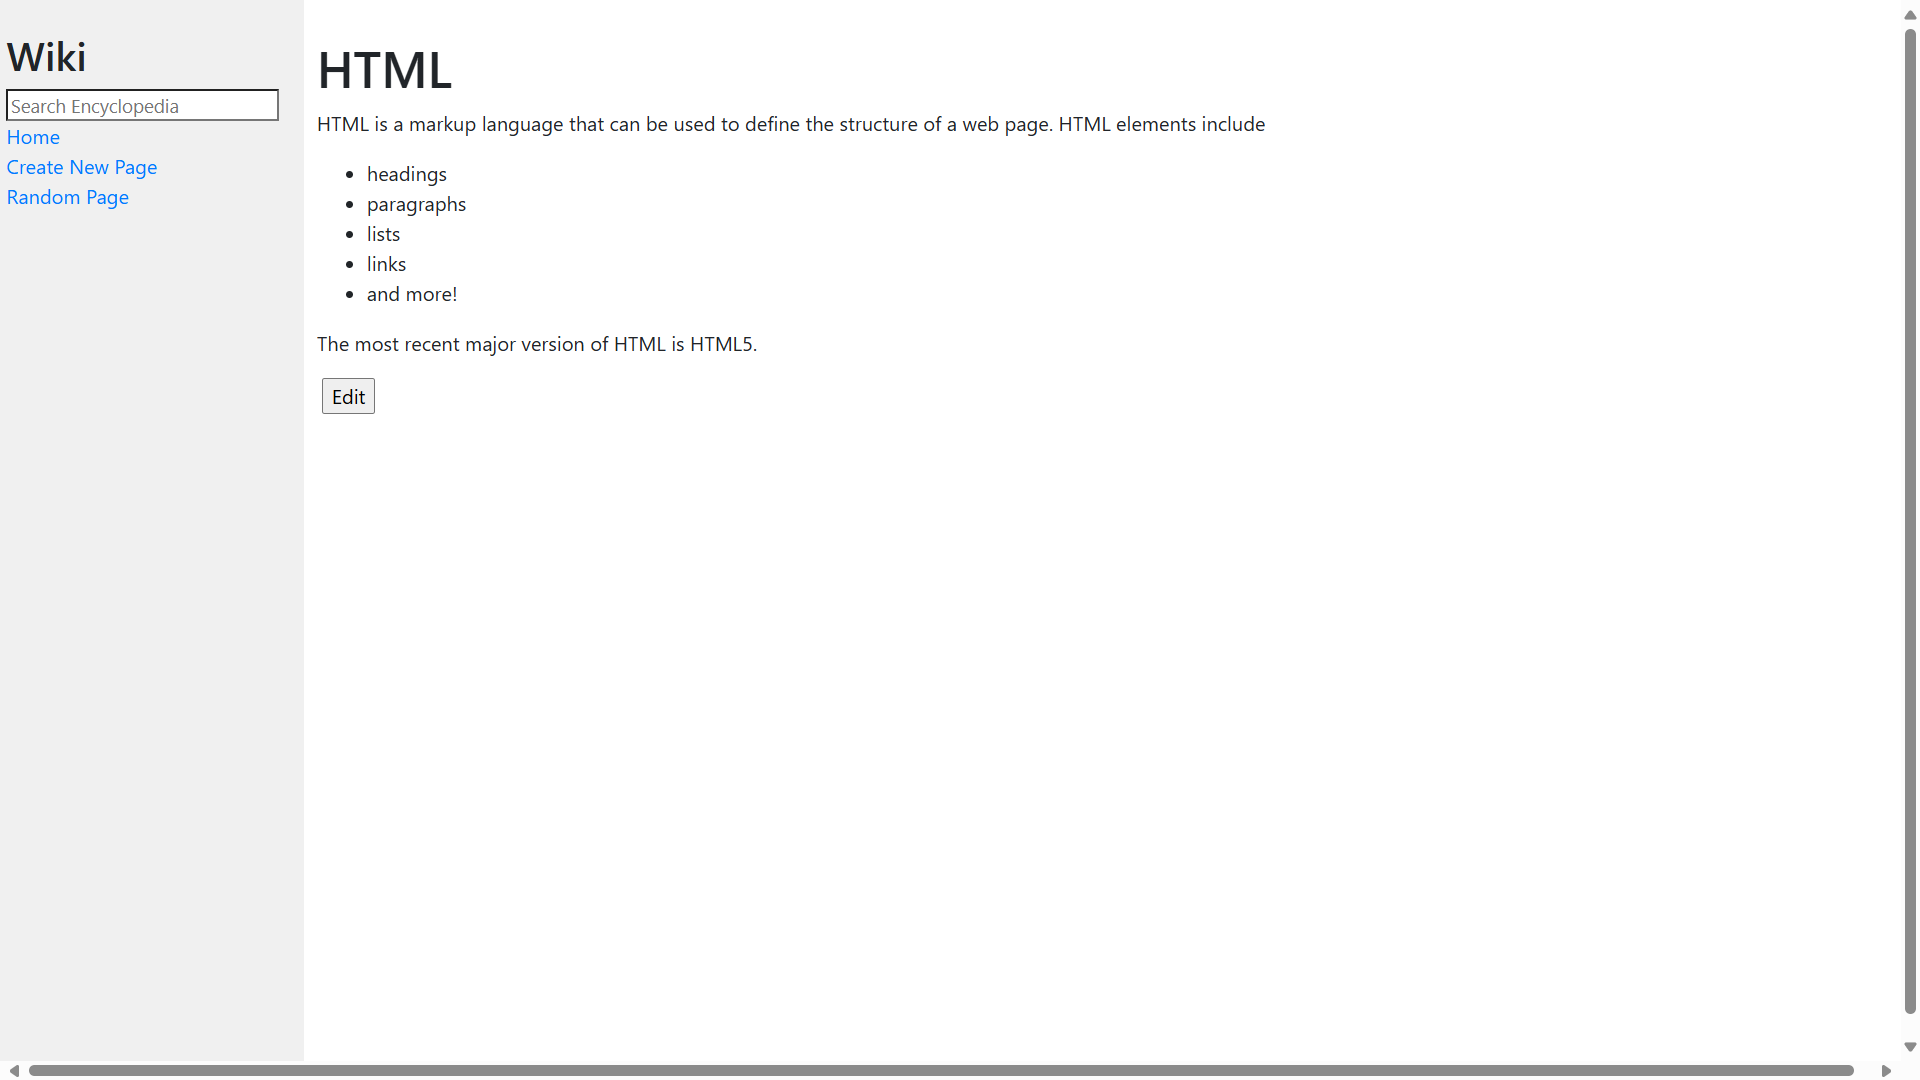 Wiki
Search Encyclopedia
Home
Create New Page
Random Page
HTML
HTML is a markup language that can be used to define the structure of a web page. HTML elements include
headings
paragraphs
lists
links
and more!
The most recent major version of HTML is HTML5.
Edit